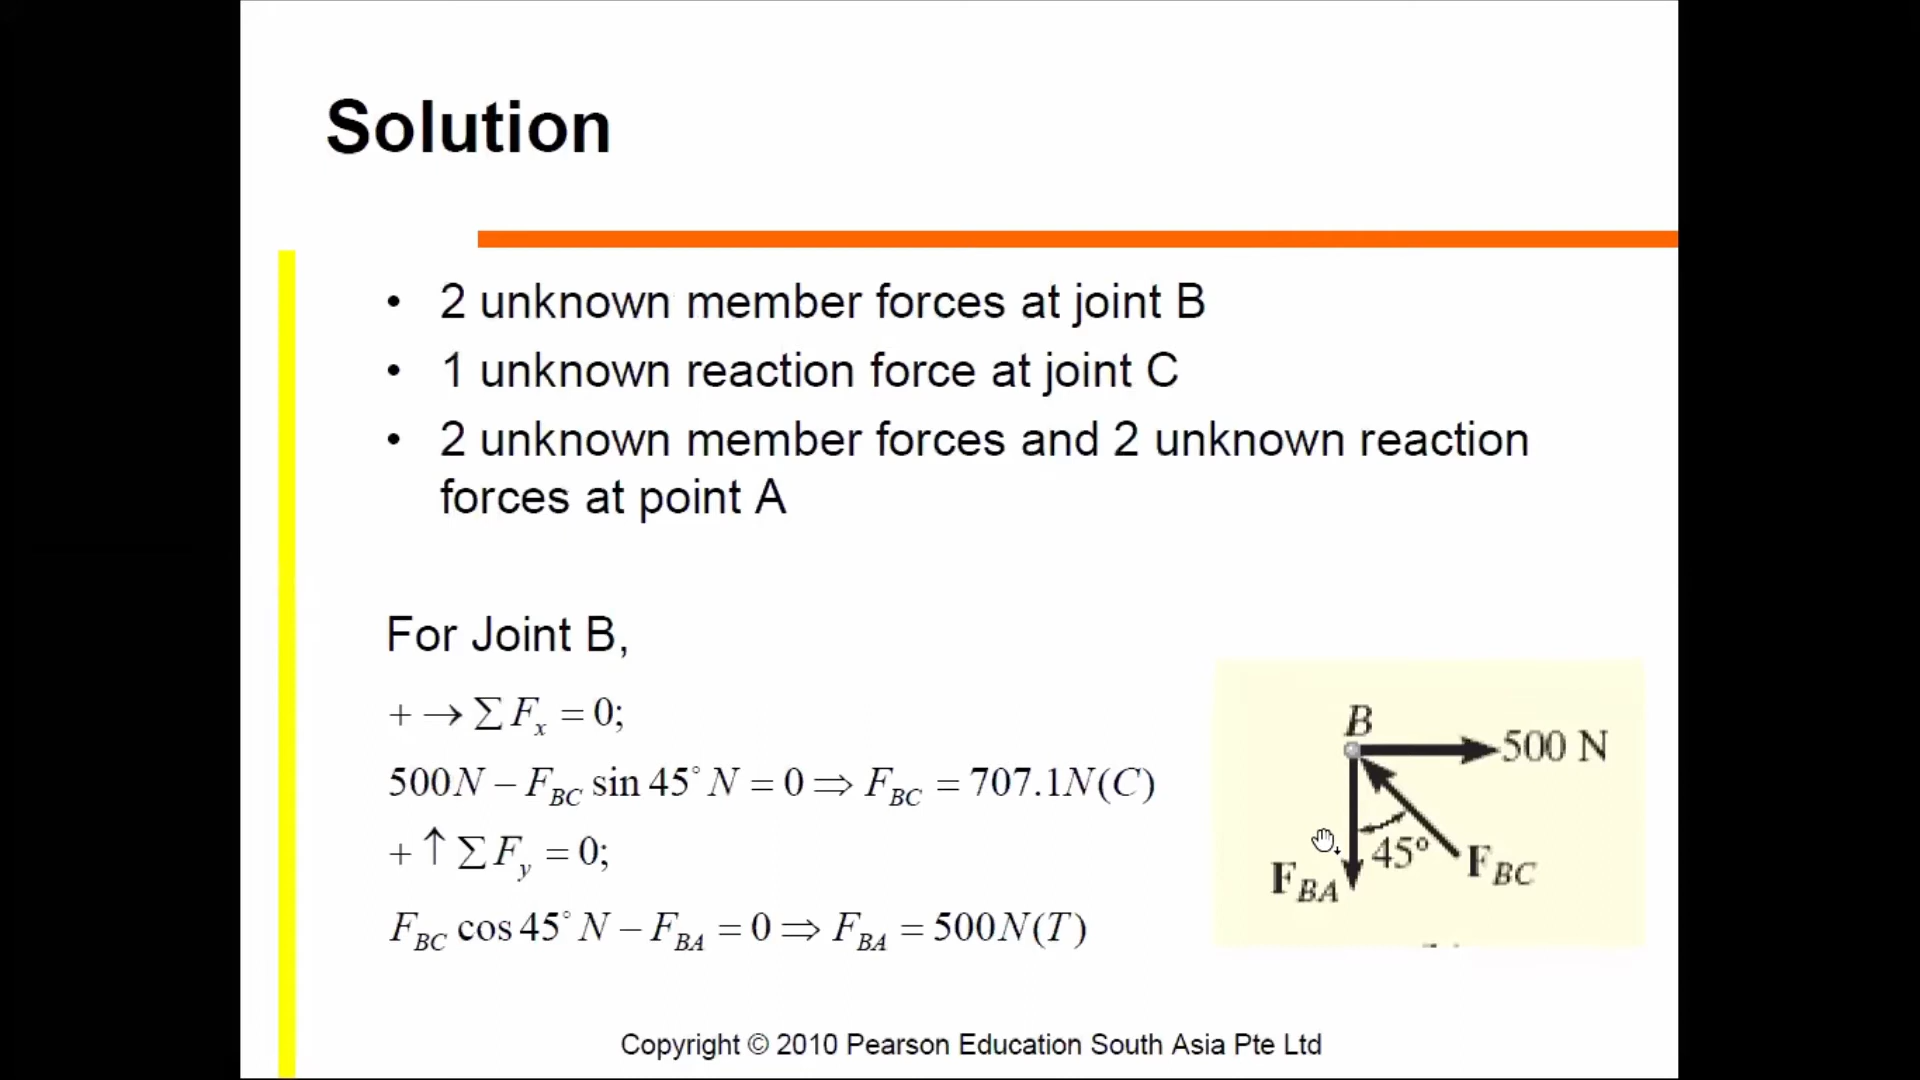 Solution
• 2 unknown member forces at joint B
• 1 unknown reaction force at joint C
• 2 unknown member forces and 2 unknown reaction
forces at point A
For Joint B,
+ → ∑ F_x = 0;
500N − F_BC sin 45° N = 0 ⇒ F_BC = 707.1N(C)
+ ↑ ∑ F_y = 0;
F_BC cos 45° N − F_BA = 0 ⇒ F_BA = 500N(T)
B
500 N
45°
F_BC
F_BA
Copyright © 2010 Pearson Education South Asia Pte Ltd